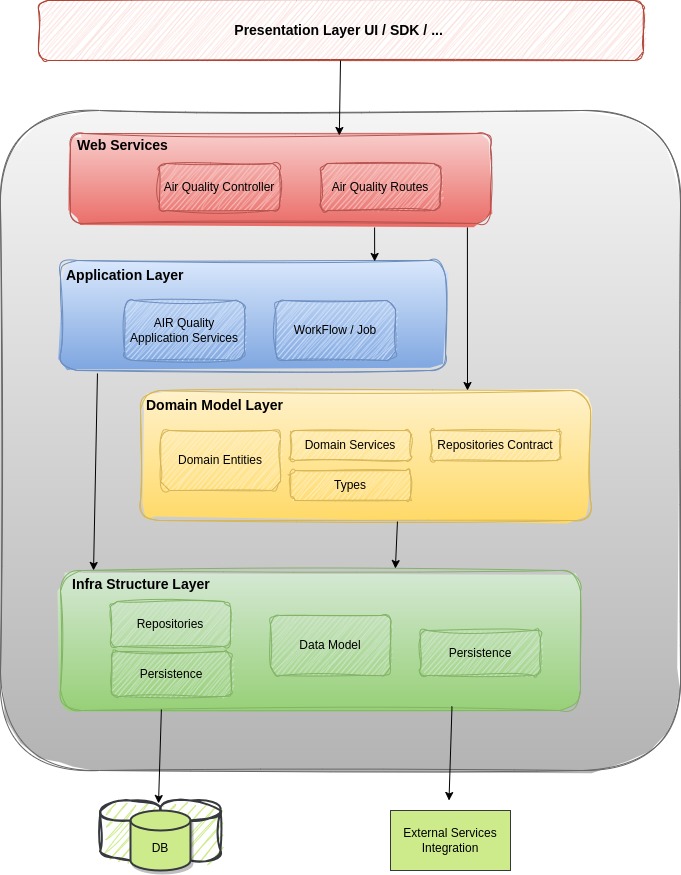 Presentation Layer UI / SDK / ...
Web Services
Air Quality Controller
Air Quality Routes
Application Layer
AIR Quality
Application Services
WorkFlow / Job
Domain Model Layer
Domain Entities
Domain Services
Repositories Contract
Types
Infra Structure Layer
Repositories
Data Model
Persistence
Persistence
DB
External Services
Integration